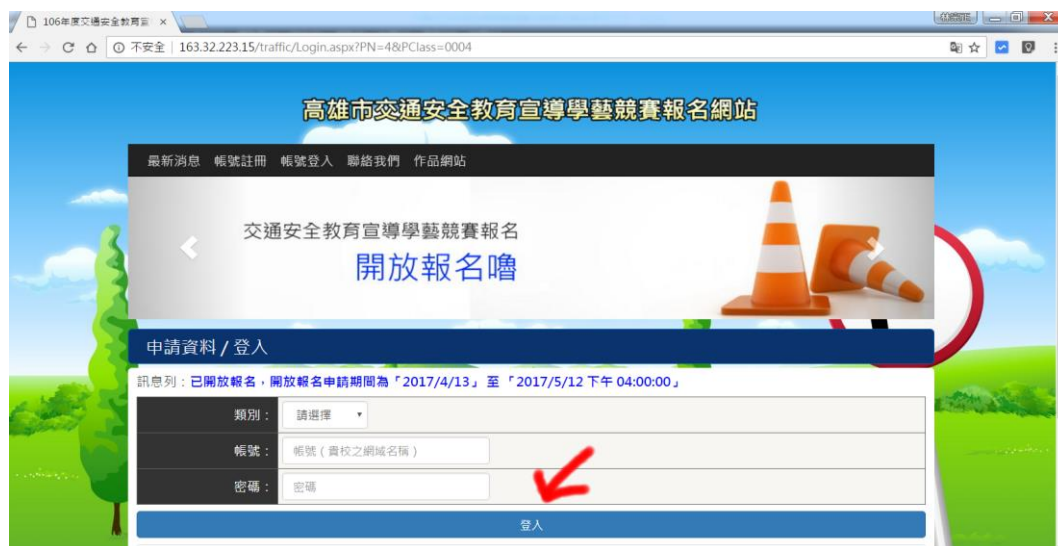 106年度交通安全教育宣
不安全 | 163.32.223.15/traffic/Login.aspx?PN=4&PClass=0004
高雄市交通安全教育宣導學藝競賽報名網站
最新消息 帳號註冊 帳號登入 聯絡我們 作品網站
交通安全教育宣導學藝競賽報名
開放報名嚕
申請資料 / 登入
訊息列：已開放報名，開放報名申請期間為「2017/4/13」 至 「2017/5/12 下午 04:00:00」
類別： 請選擇
帳號： 帳號 ( 貴校之網域名稱 )
密碼： 密碼
登入